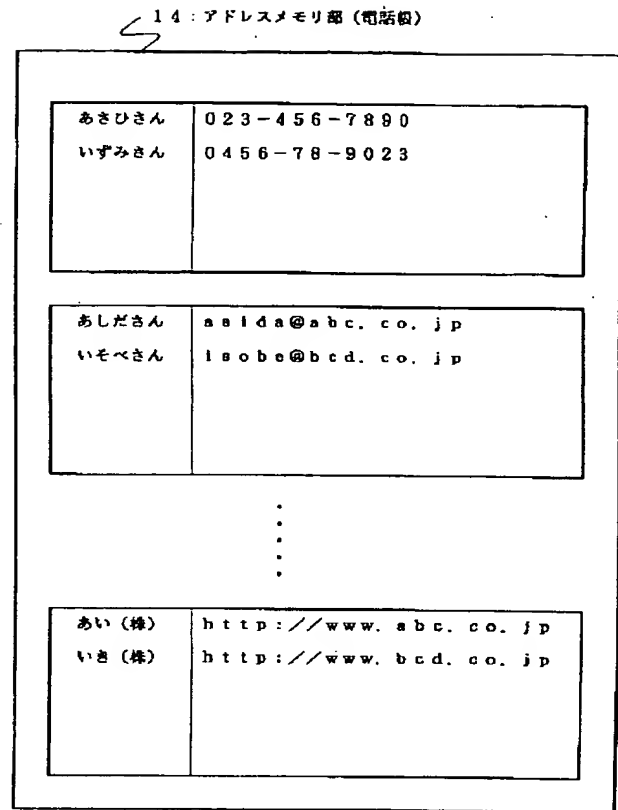 14:アドレスメモリ部(電話帳)
あさひさん 023-456-7890
いずみさん 0456-78-9023
あしださん asida@abc.co.jp
いそべさん isobe@bcd.co.jp
あい(株) http://www.abc.co.jp
いき(株) http://www.bcd.co.jp